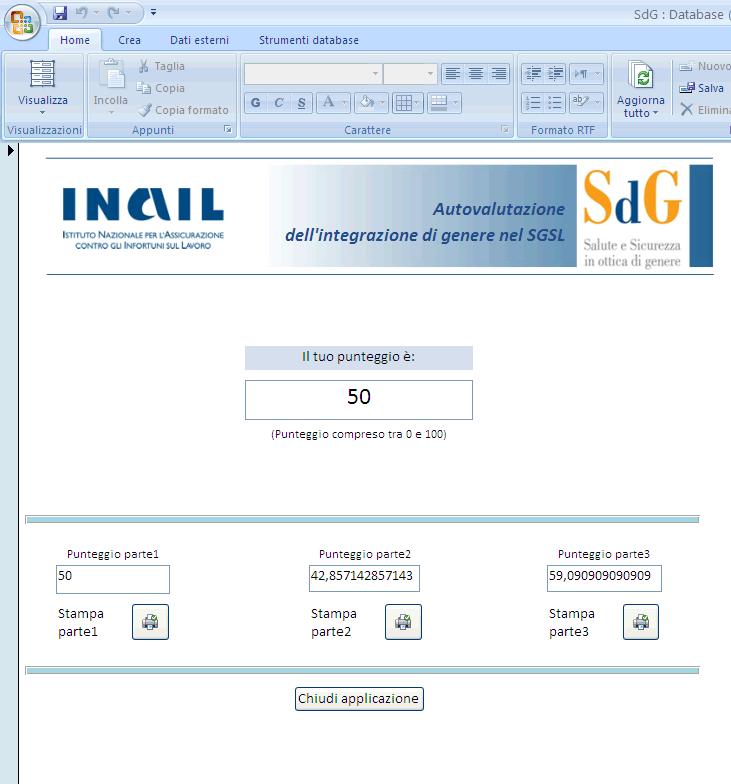 SdG : Database (
Home Crea Dati esterni Strumenti database
Visualizza
Visualizzazioni
Incolla
Taglia
Copia
Copia formato
Appunti
G C S A
Carattere
ab
Formato RTF
Aggiorna
tutto
Nuovo
Salva
Elimin
INAIL
ISTITUTO NAZIONALE PER L'ASSICURAZIONE
CONTRO GLI INFORTUNI SUL LAVORO
Autovalutazione
dell'integrazione di genere nel SGSL
SdG
Salute e Sicurezza
in ottica di genere
Il tuo punteggio è:
50
(Punteggio compreso tra 0 e 100)
Punteggio parte1 Punteggio parte2 Punteggio parte3
50 42,857142857143 59,090909090909
Stampa
parte1
Stampa
parte2
Stampa
parte3
Chiudi applicazione